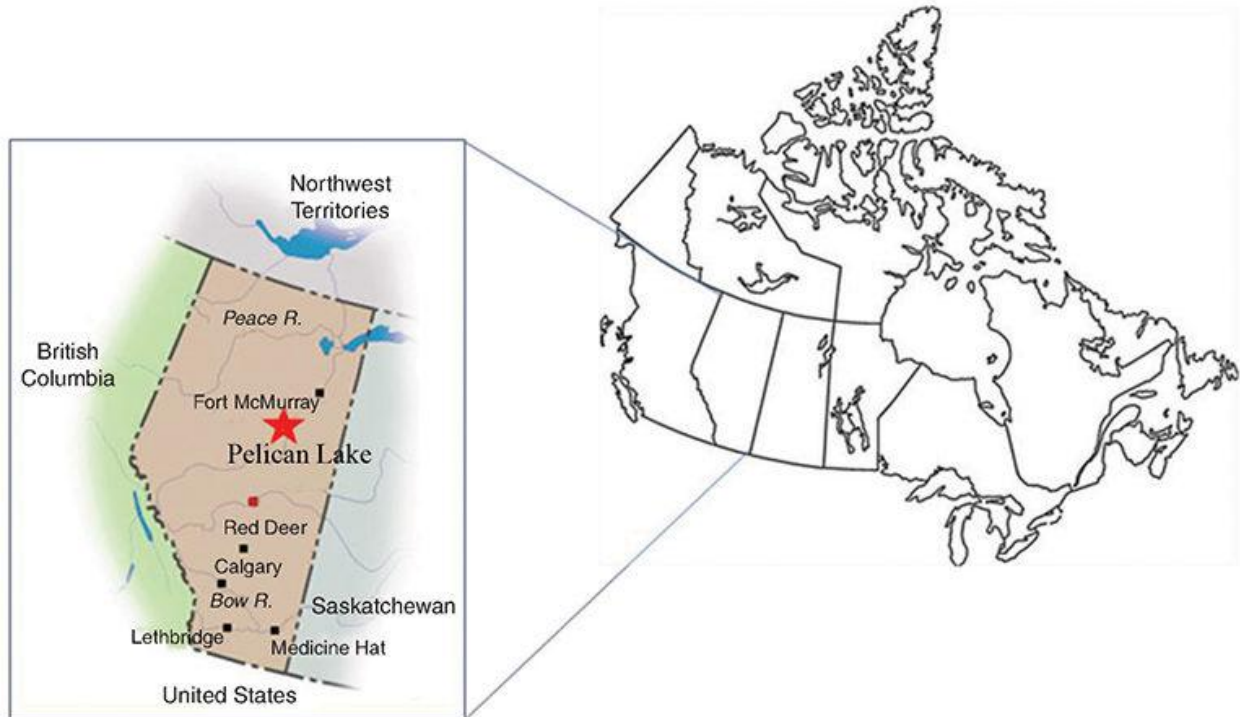 Northwest
Territories
Peace R.
British
Columbia
Fort McMurray
Pelican Lake
Red Deer
Calgary
Bow R.
Saskatchewan
Lethbridge
Medicine Hat
United States